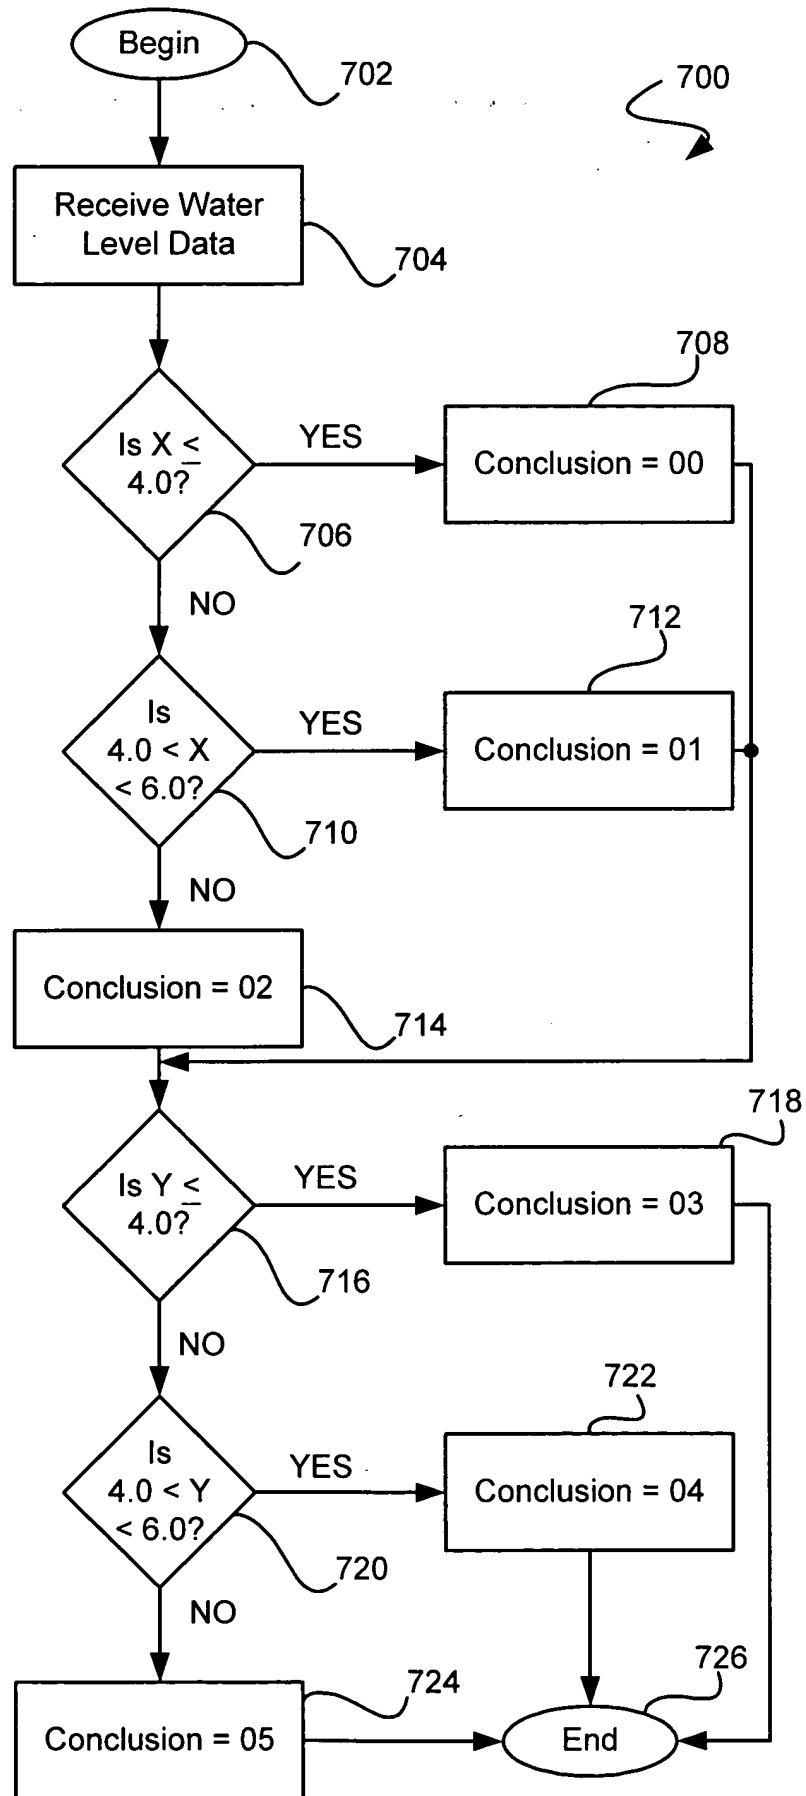 Begin
702
700
Receive Water
Level Data
704
708
Is X ≤
4.0?
YES
Conclusion = 00
706
NO
712
Is
4.0 < X
< 6.0?
YES
Conclusion = 01
710
NO
Conclusion = 02
714
718
Is Y ≤
4.0?
YES
Conclusion = 03
716
NO
722
Is
4.0 < Y
< 6.0?
YES
Conclusion = 04
720
NO
724
726
Conclusion = 05
End